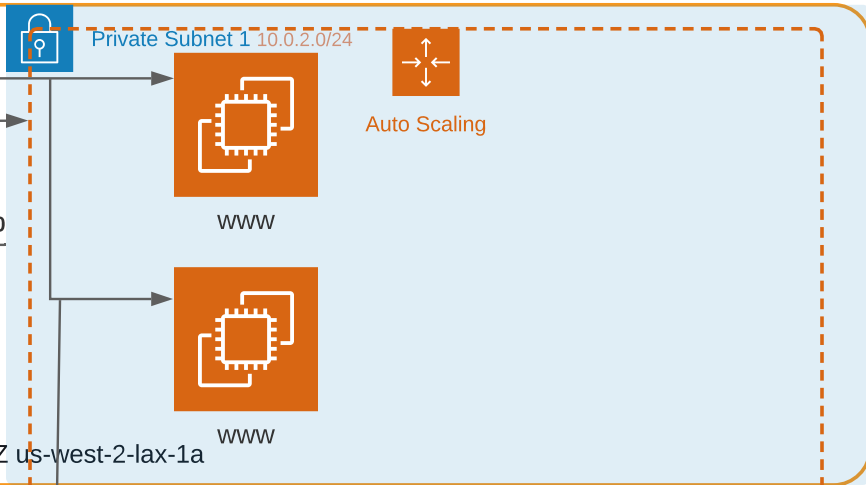 Private Subnet 1 10.0.2.0/24
Auto Scaling
www
www
Z us-west-2-lax-1a